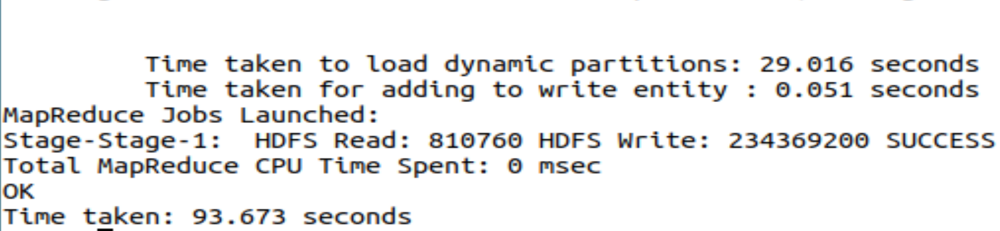 Time taken to load dynamic partitions: 29.016 seconds
Time taken for adding to write entity : 0.051 seconds
MapReduce Jobs Launched:
Stage-Stage-1:  HDFS Read: 810760 HDFS Write: 234369200 SUCCESS
Total MapReduce CPU Time Spent: 0 msec
OK
Time taken: 93.673 seconds